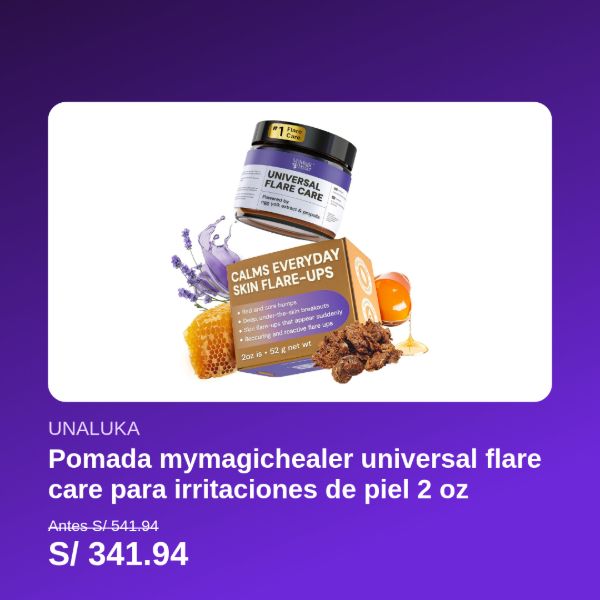 #1 Flare
Care
UNIVERSAL
FLARE CARE
Powered by
egg yolk extract & propolis
CALMS EVERYDAY
SKIN FLARE-UPS
• Red and sore bumps
• Deep, under-the-skin breakouts
• Skin flare-ups that appear suddenly
• Reccuring and reactive flare ups
2oz is • 52 g net wt
UNALUKA
Pomada mymagichealer universal flare
care para irritaciones de piel 2 oz
Antes S/ 541.94
S/ 341.94